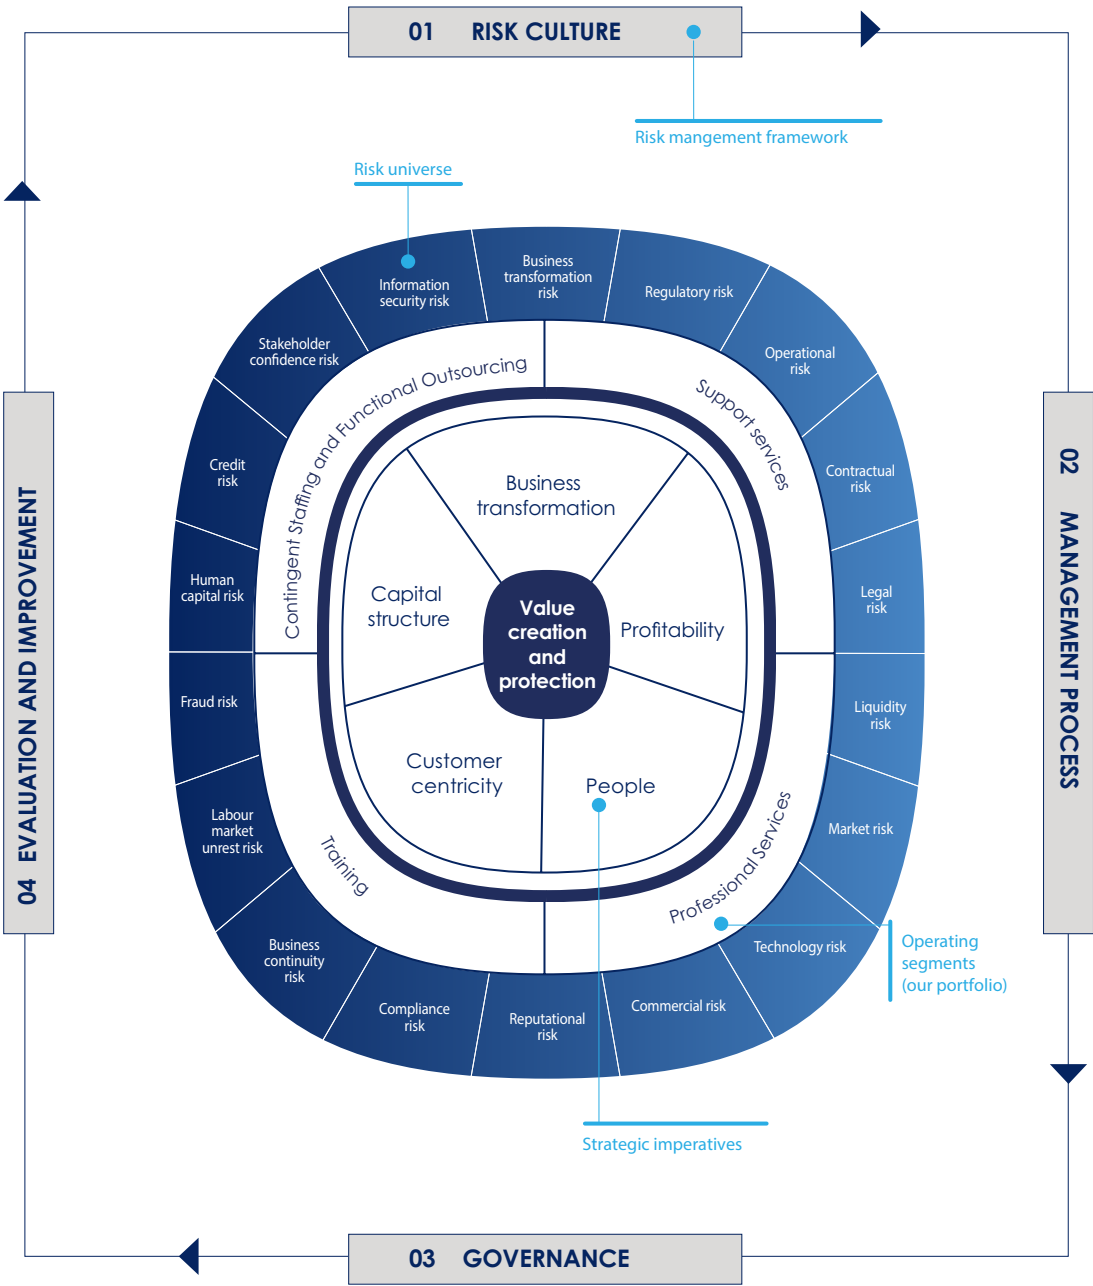 01 RISK CULTURE
Risk mangement framework
Risk universe
Business
transformation
risk
Regulatory risk
Operational
risk
Contractual
risk
Legal
risk
Liquidity
risk
Market risk
Technology risk
Commercial risk
Reputational
risk
Compliance
risk
Business
continuity
risk
Labour
market
unrest risk
Fraud risk
Human
capital risk
Credit
risk
Stakeholder
confidence risk
Information
security risk
Contingent Staffing and Functional Outsourcing
Support services
Professional Services
Training
Business
transformation
Profitability
People
Customer
centricity
Capital
structure
Value
creation
and
protection
Operating
segments
(our portfolio)
Strategic imperatives
02 MANAGEMENT PROCESS
03 GOVERNANCE
04 EVALUATION AND IMPROVEMENT